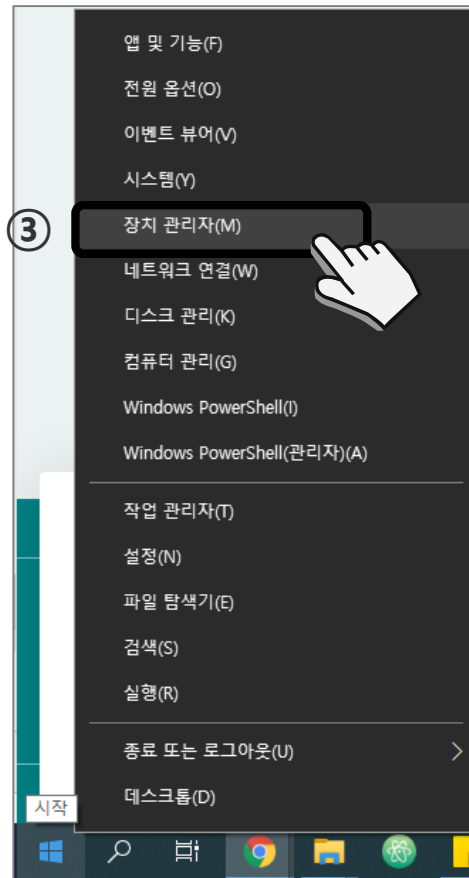 앱 및 기능(F)
전원 옵션(O)
이벤트 뷰어(V)
시스템(Y)
③
장치 관리자(M)
네트워크 연결(W)
디스크 관리(K)
컴퓨터 관리(G)
Windows PowerShell(I)
Windows PowerShell(관리자)(A)
작업 관리자(T)
설정(N)
파일 탐색기(E)
검색(S)
실행(R)
종료 또는 로그아웃(U)
데스크톱(D)
시작